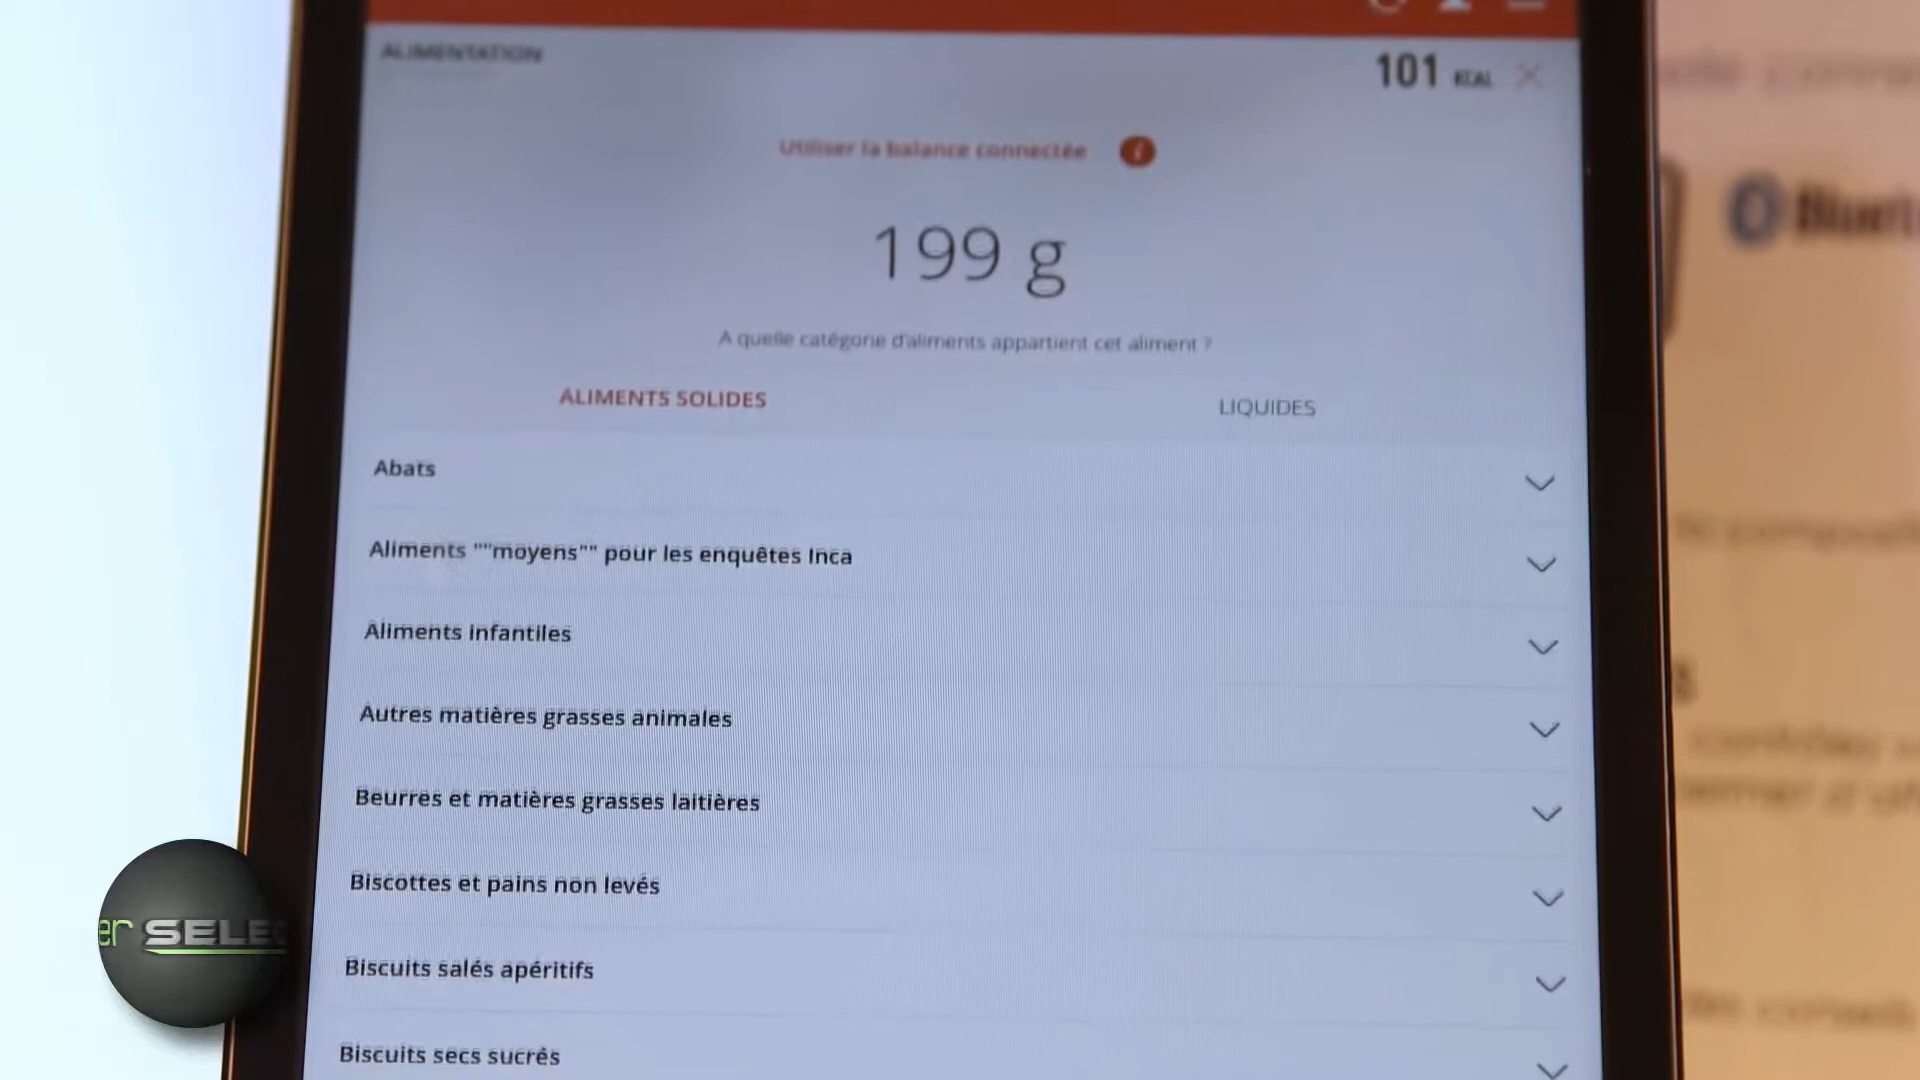 ALIMENTATION
101 KCAL
Utiliser la balance connectée
199 g
A quelle catégorie d'aliments appartient cet aliment ?
ALIMENTS SOLIDES
LIQUIDES
Abats
Aliments ""moyens"" pour les enquêtes Inca
Aliments infantiles
Autres matières grasses animales
Beurres et matières grasses laitières
Biscottes et pains non levés
Biscuits salés apéritifs
Biscuits secs sucrés
er SELEC